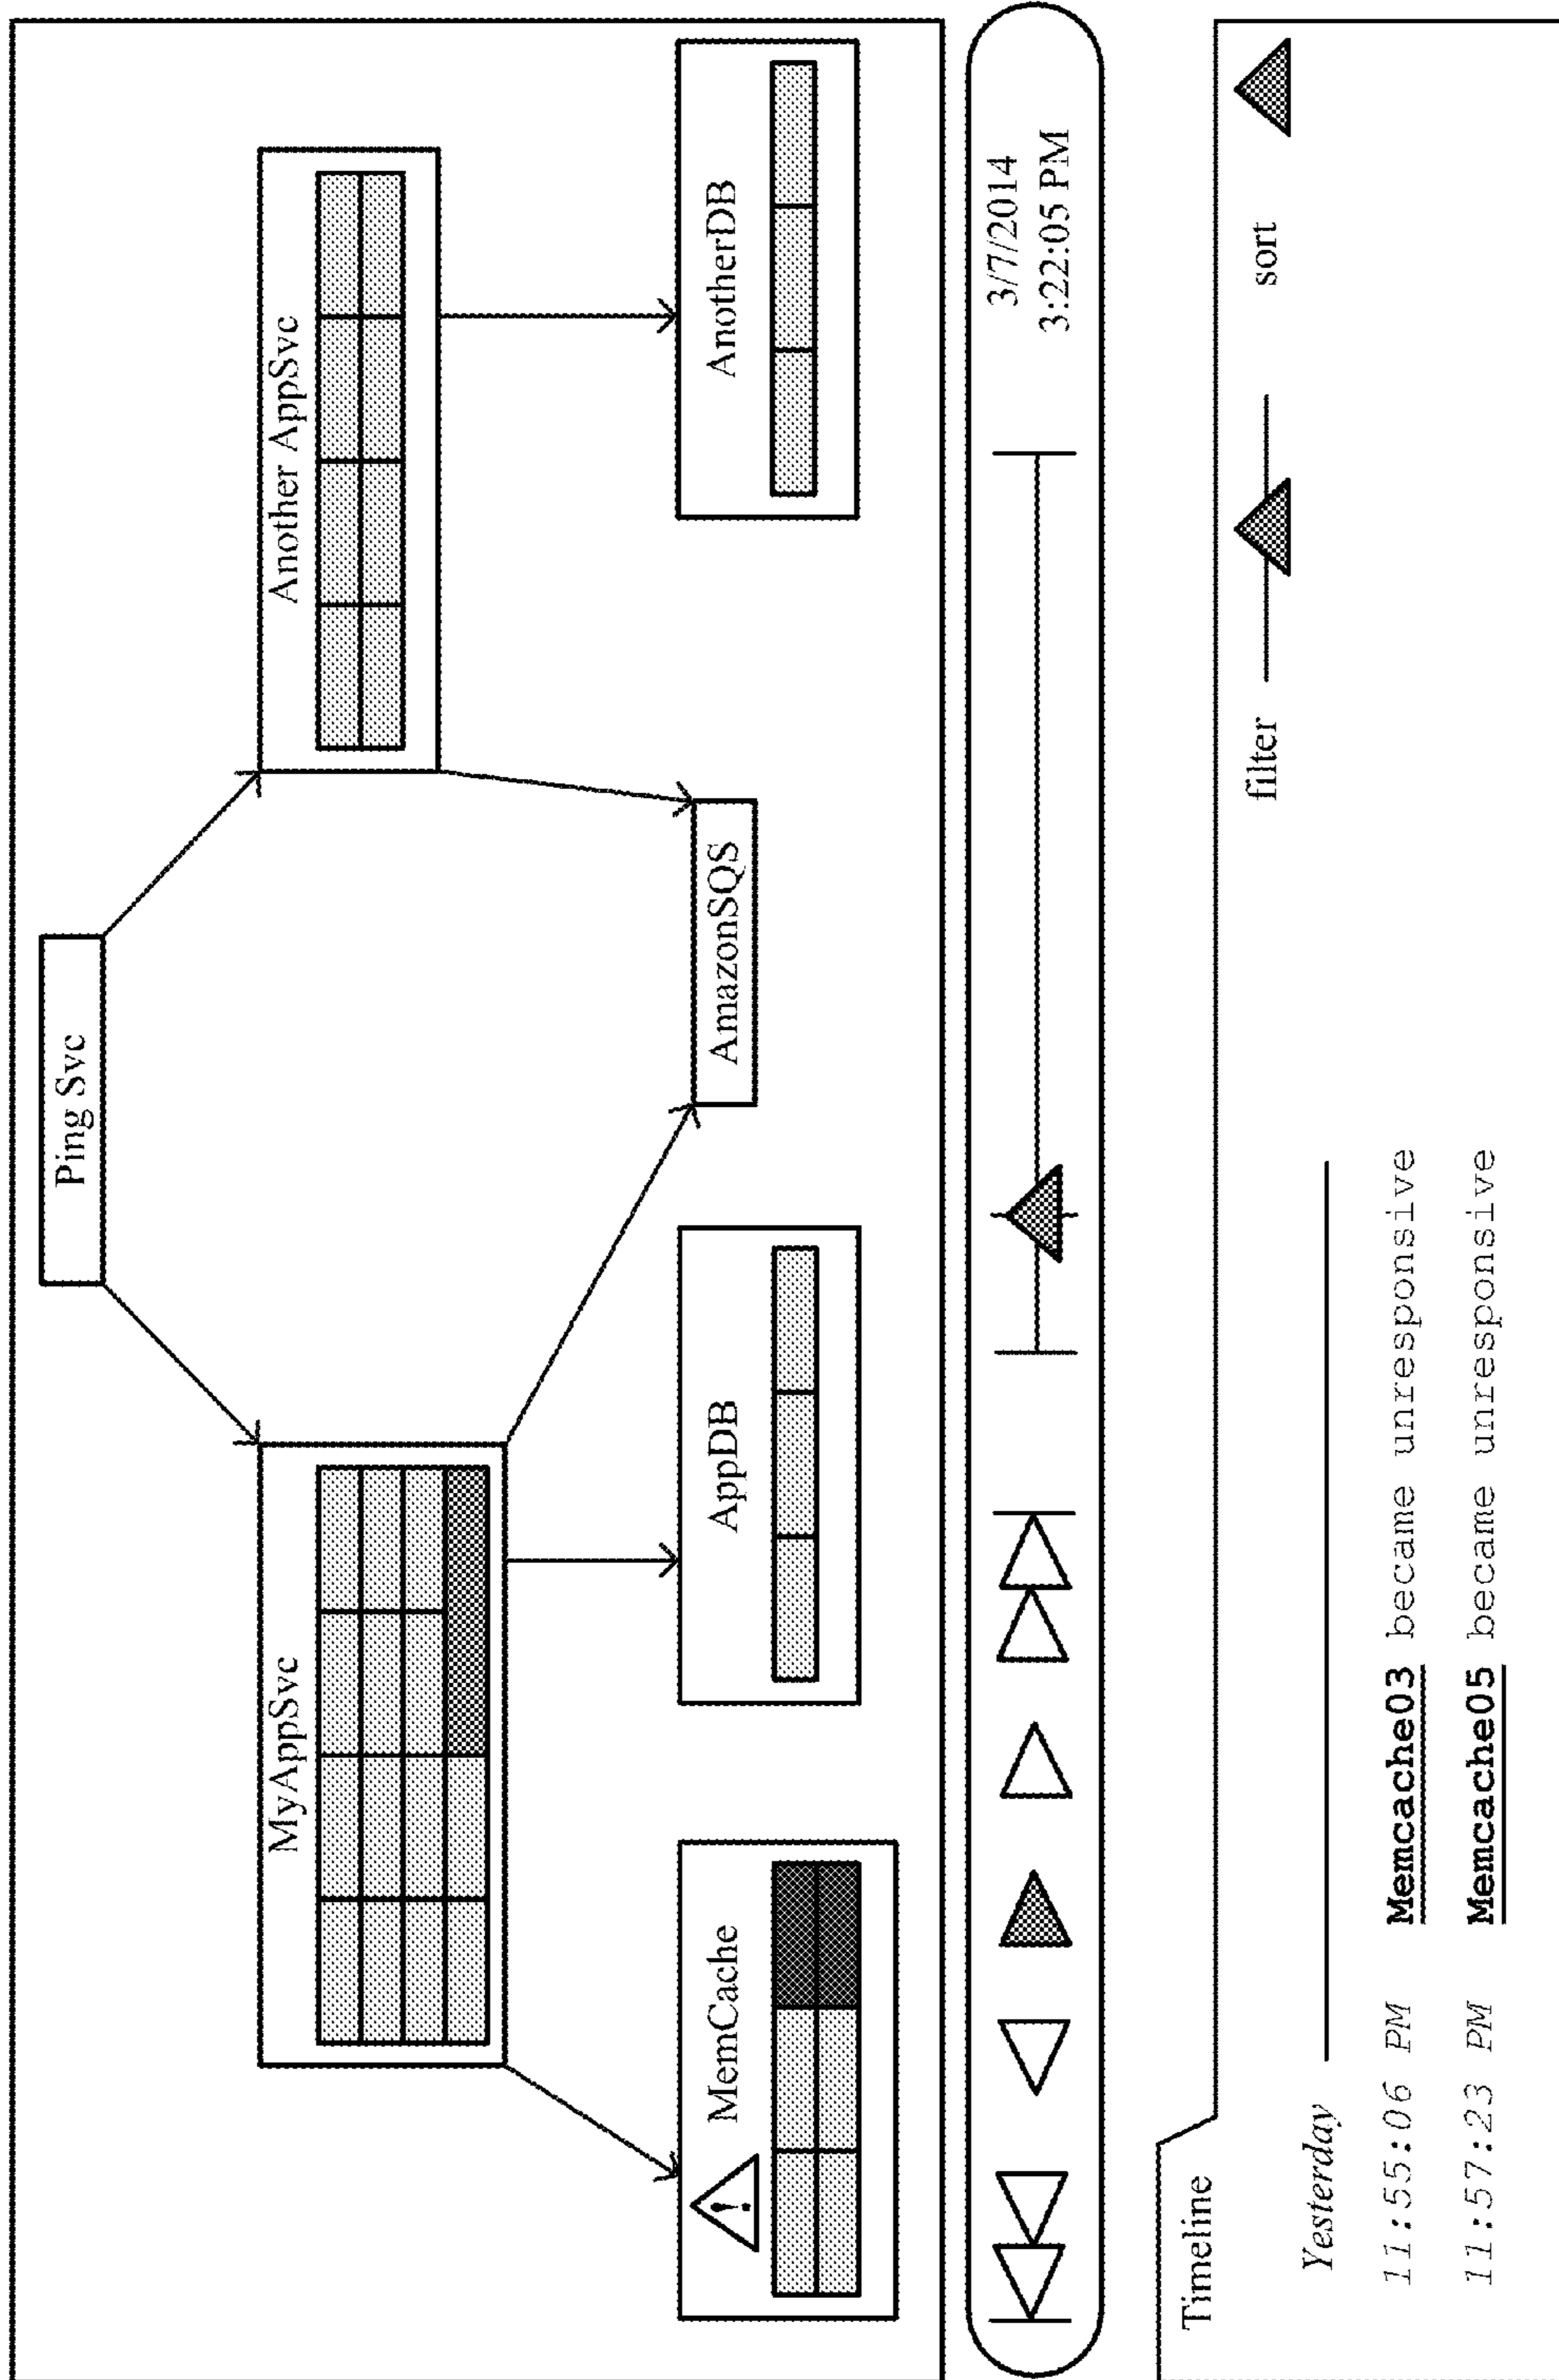 Ping Svc
MyAppSvc
Another AppSvc
MemCache
AppDB
AmazonSQS
AnotherDB
3/7/2014
3:22:05 PM
Timeline
filter
sort
Yesterday
11:55:06 PM Memcache03 became unresponsive
11:57:23 PM Memcache05 became unresponsive